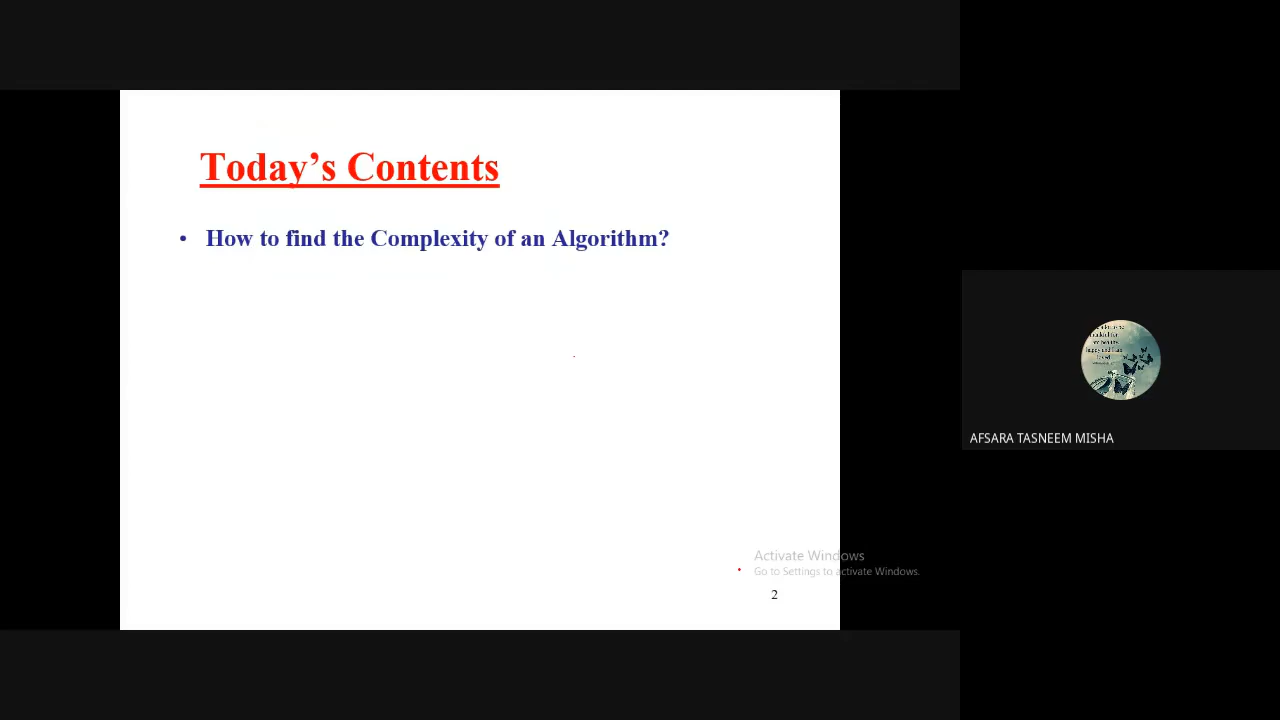 Today's Contents
• How to find the Complexity of an Algorithm?
Activate Windows
Go to Settings to activate Windows.
2
AFSARA TASNEEM MISHA